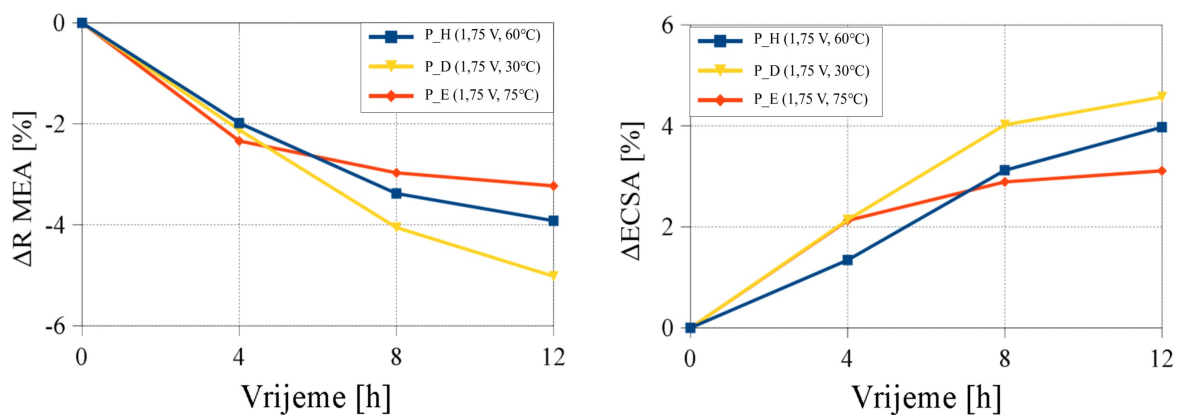 0
-2
-4
-6
ΔR MEA [%]
P_H (1,75 V, 60°C)
P_D (1,75 V, 30°C)
P_E (1,75 V, 75°C)
0
4
8
12
Vrijeme [h]
6
4
2
0
ΔECSA [%]
P_H (1,75 V, 60°C)
P_D (1,75 V, 30°C)
P_E (1,75 V, 75°C)
0
4
8
12
Vrijeme [h]